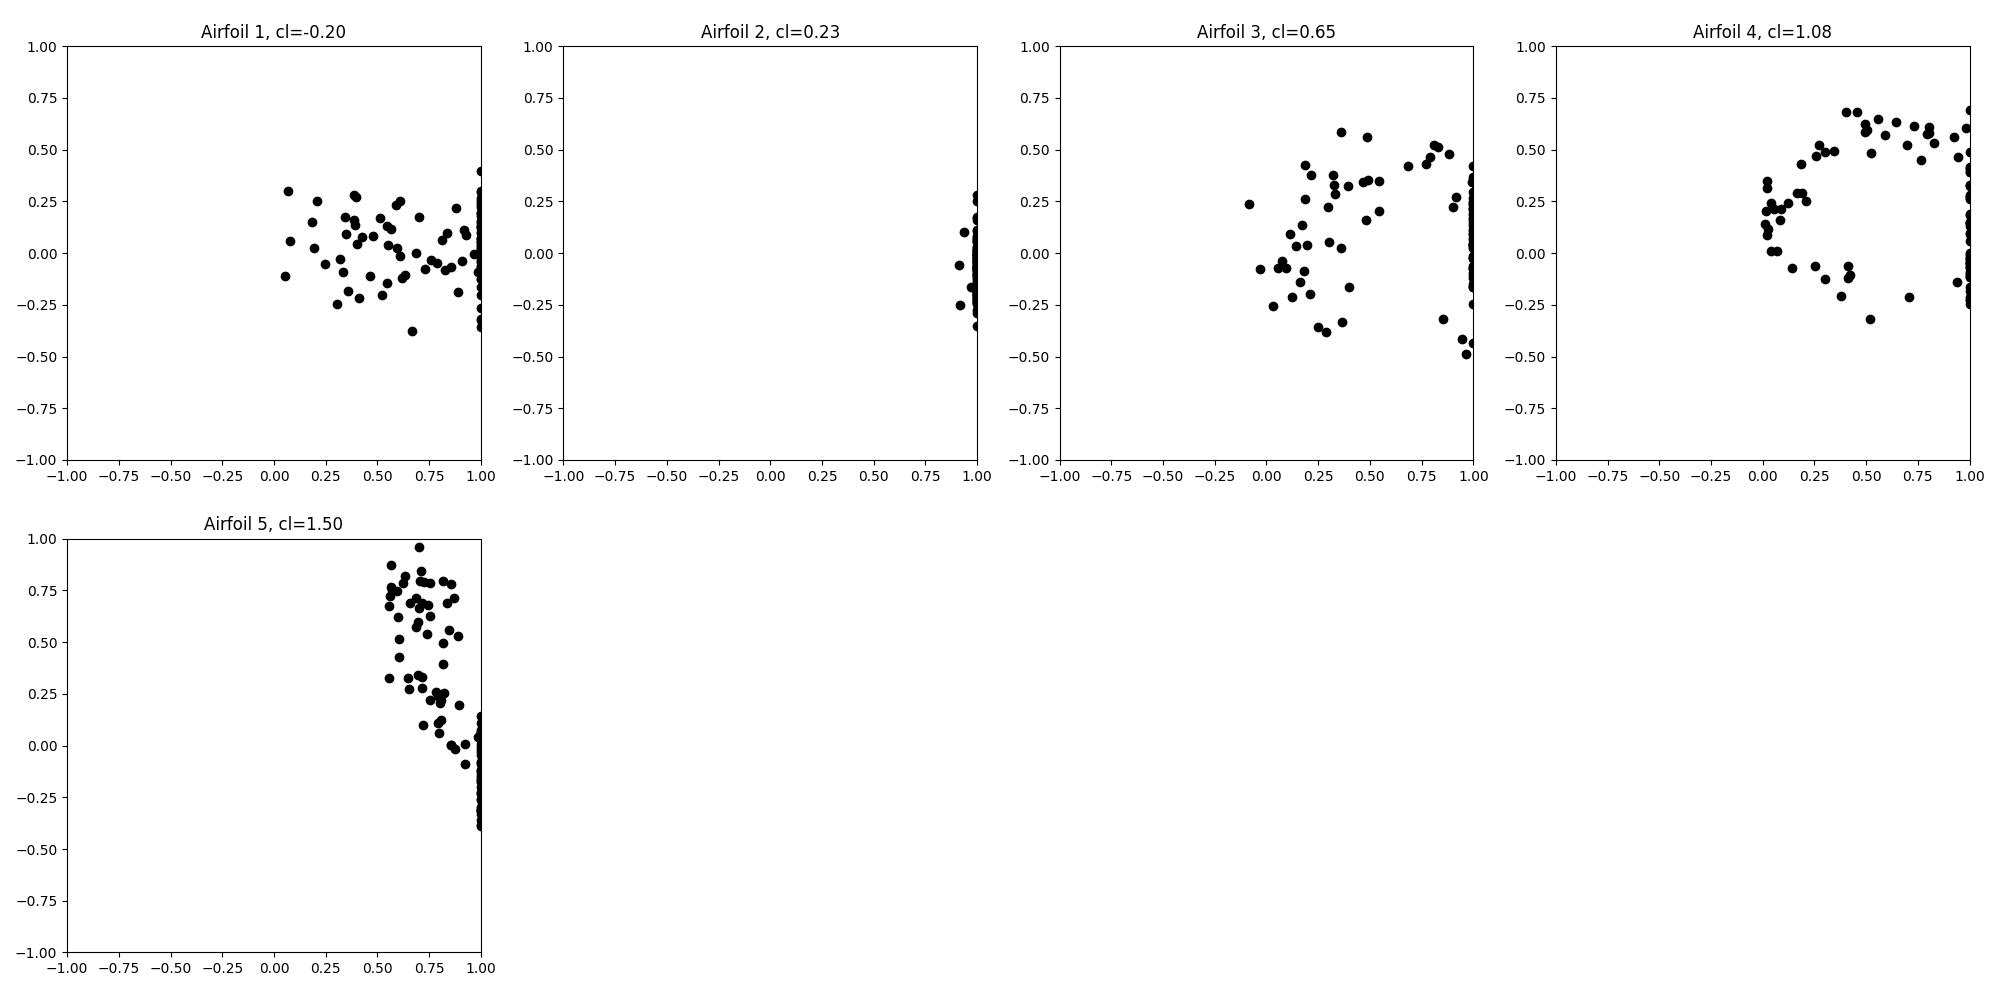 Airfoil 1, cl=-0.20
Airfoil 2, cl=0.23
Airfoil 3, cl=0.65
Airfoil 4, cl=1.08
1.00 1.00 1.00 1.00
0.75 0.75 0.75 0.75
0.50 0.50 0.50 0.50
0.25 0.25 0.25 0.25
0.00 0.00 0.00 0.00
−0.25 −0.25 −0.25 −0.25
−0.50 −0.50 −0.50 −0.50
−0.75 −0.75 −0.75 −0.75
−1.00 −1.00 −1.00 −1.00
−1.00 −0.75 −0.50 −0.25 0.00 0.25 0.50 0.75 1.00
−1.00 −0.75 −0.50 −0.25 0.00 0.25 0.50 0.75 1.00
−1.00 −0.75 −0.50 −0.25 0.00 0.25 0.50 0.75 1.00
−1.00 −0.75 −0.50 −0.25 0.00 0.25 0.50 0.75 1.00
Airfoil 5, cl=1.50
1.00
0.75
0.50
0.25
0.00
−0.25
−0.50
−0.75
−1.00
−1.00 −0.75 −0.50 −0.25 0.00 0.25 0.50 0.75 1.00